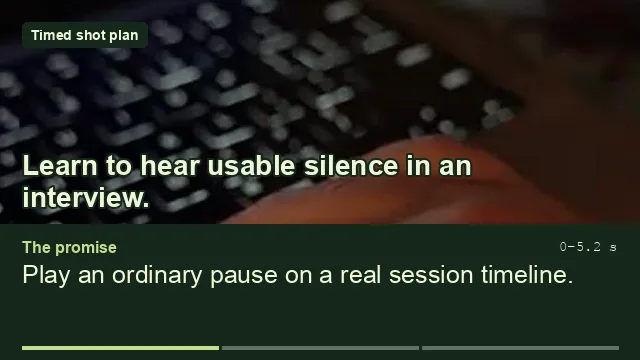 Timed shot plan
Learn to hear usable silence in an
interview.
The promise
0–5.2 s
Play an ordinary pause on a real session timeline.